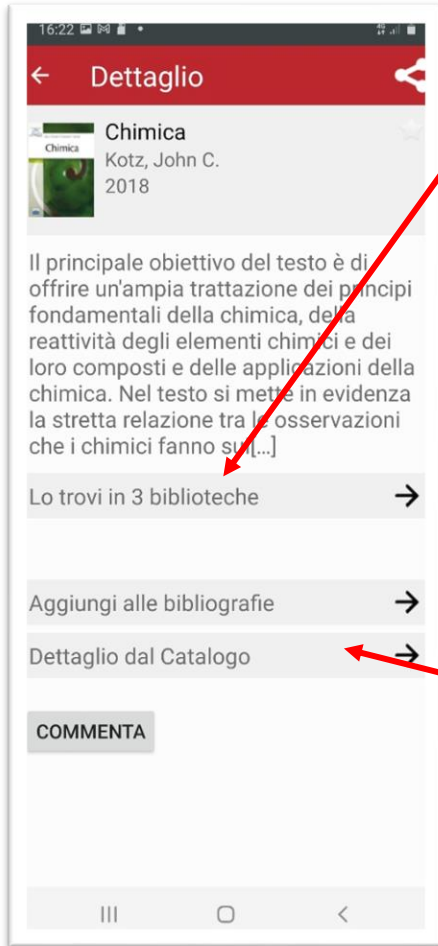 16:22
Dettaglio
Chimica
Chimica
Kotz, John C.
2018
Il principale obiettivo del testo è di
offrire un'ampia trattazione dei principi
fondamentali della chimica, della
reattività degli elementi chimici e dei
loro composti e delle applicazioni della
chimica. Nel testo si mette in evidenza
la stretta relazione tra le osservazioni
che i chimici fanno sul[...]
Lo trovi in 3 biblioteche
Aggiungi alle bibliografie
Dettaglio dal Catalogo
COMMENTA